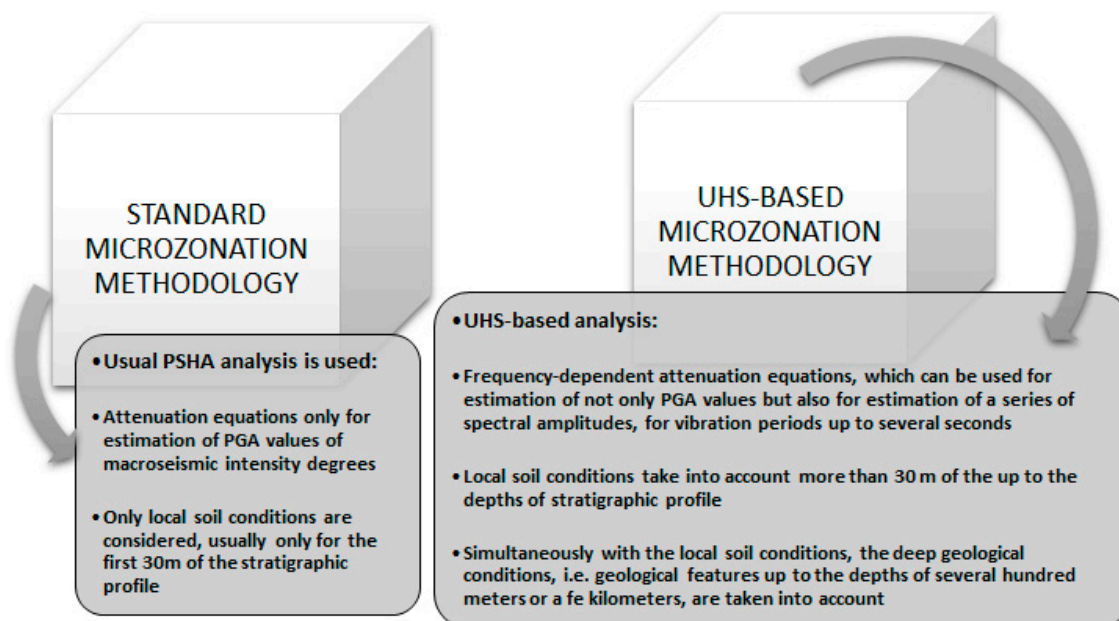 STANDARD
MICROZONATION
METHODOLOGY
• Usual PSHA analysis is used:
• Attenuation equations only for
estimation of PGA values of
macroseismic intensity degrees
• Only local soil conditions are
considered, usually only for the
first 30m of the stratigraphic
profile
UHS-BASED
MICROZONATION
METHODOLOGY
• UHS-based analysis:
• Frequency-dependent attenuation equations, which can be used for
estimation of not only PGA values but also for estimation of a series of
spectral amplitudes, for vibration periods up to several seconds
• Local soil conditions take into account more than 30 m of the up to the
depths of stratigraphic profile
• Simultaneously with the local soil conditions, the deep geological
conditions, i.e. geological features up to the depths of several hundred
meters or a fe kilometers, are taken into account